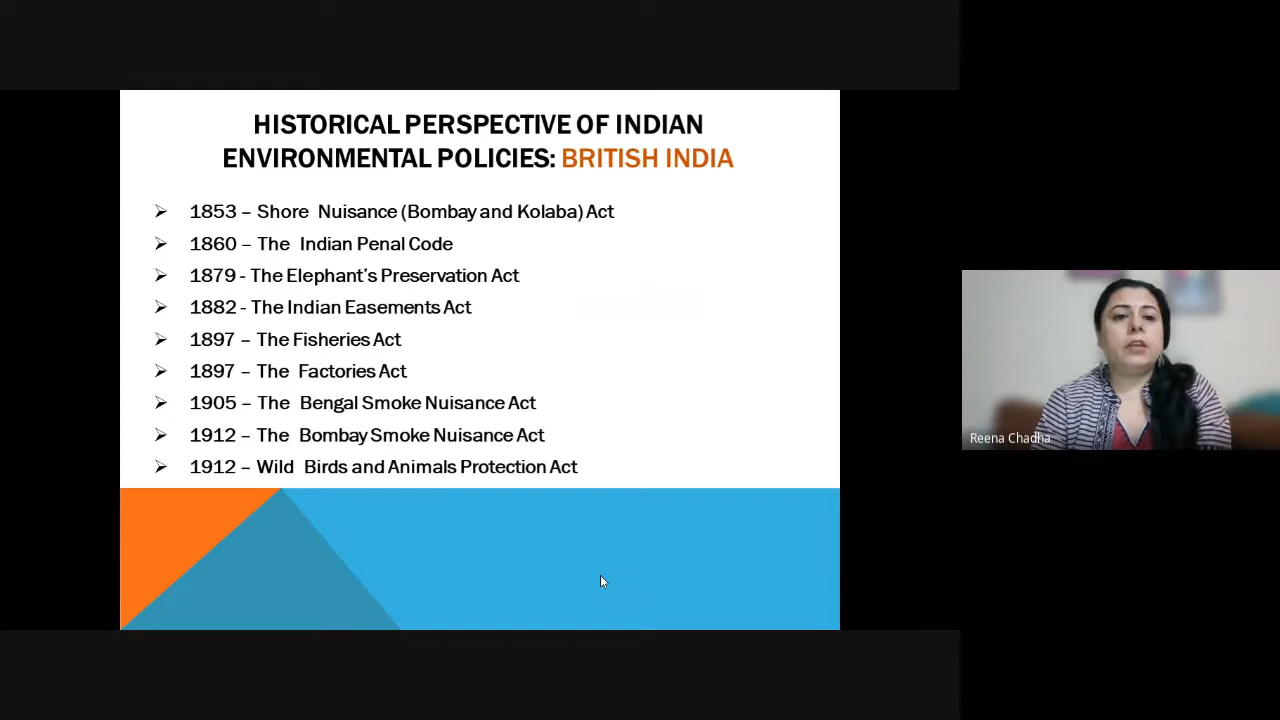 HISTORICAL PERSPECTIVE OF INDIAN
ENVIRONMENTAL POLICIES: BRITISH INDIA
➢ 1853 – Shore Nuisance (Bombay and Kolaba) Act
➢ 1860 – The Indian Penal Code
➢ 1879 - The Elephant's Preservation Act
➢ 1882 - The Indian Easements Act
➢ 1897 – The Fisheries Act
➢ 1897 – The Factories Act
➢ 1905 – The Bengal Smoke Nuisance Act
➢ 1912 – The Bombay Smoke Nuisance Act
➢ 1912 – Wild Birds and Animals Protection Act
Reena Chadha